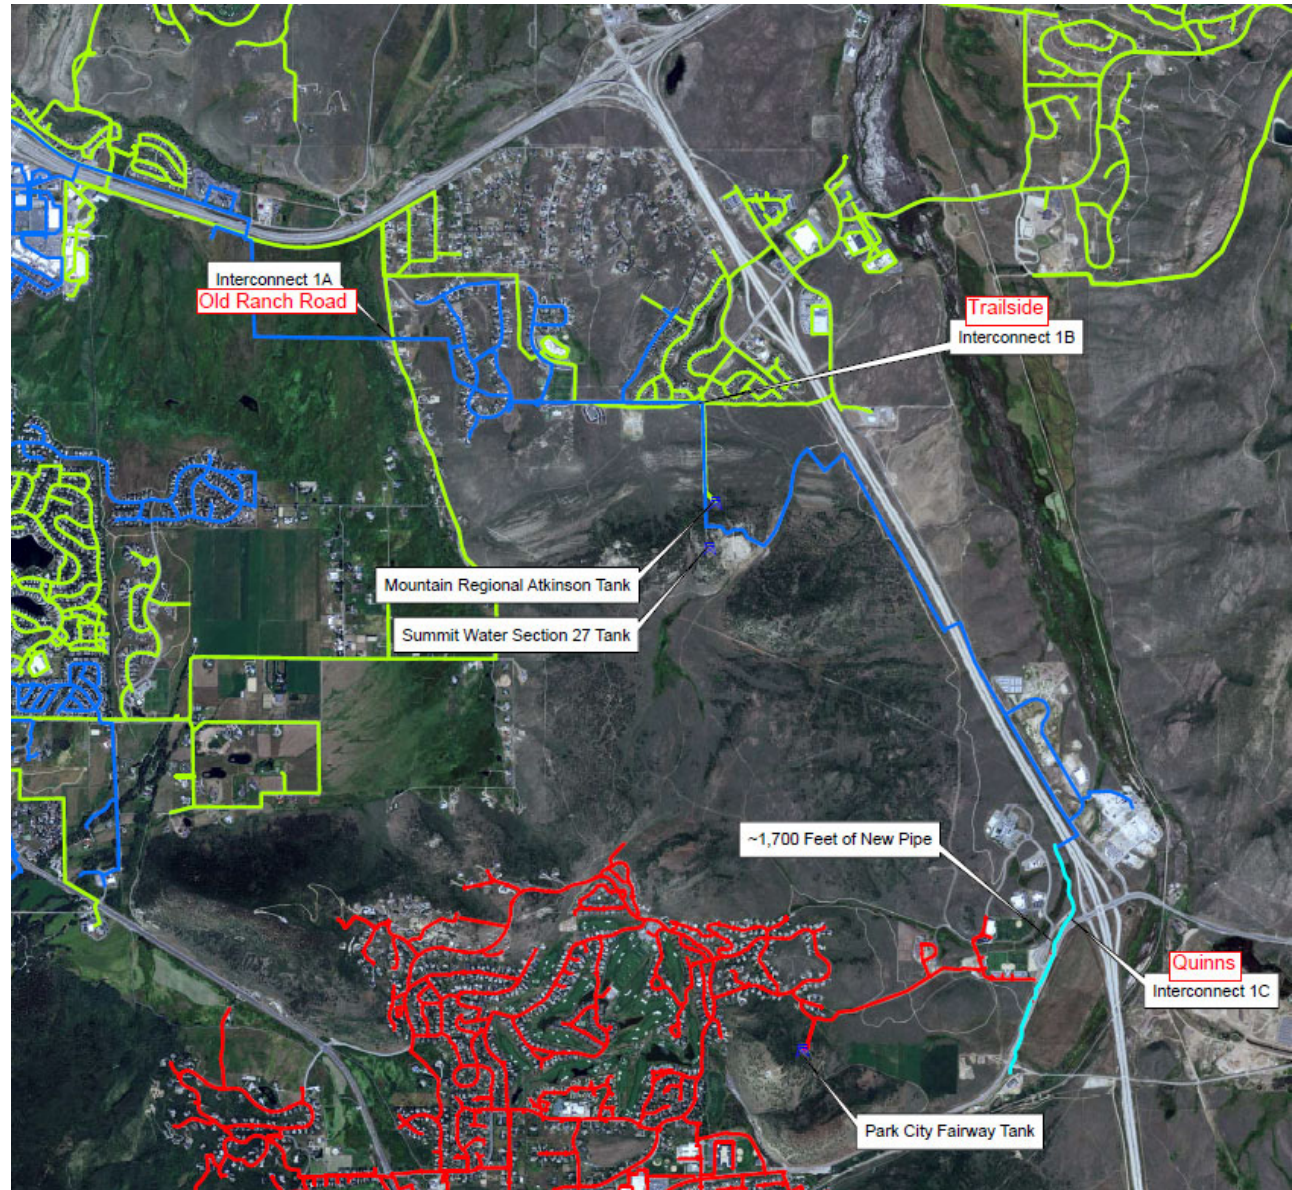 Interconnect 1A
Old Ranch Road
Trailside
Interconnect 1B
Mountain Regional Atkinson Tank
Summit Water Section 27 Tank
~1,700 Feet of New Pipe
Quinns
Interconnect 1C
Park City Fairway Tank